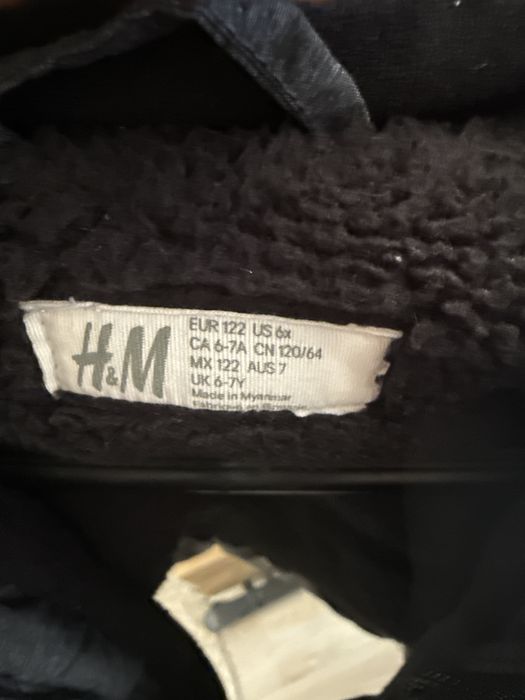 H&M
EUR 122 US 6x
CA 6-7A CN 120/64
MX 122 AUS 7
UK 6-7Y
Made in Myanmar